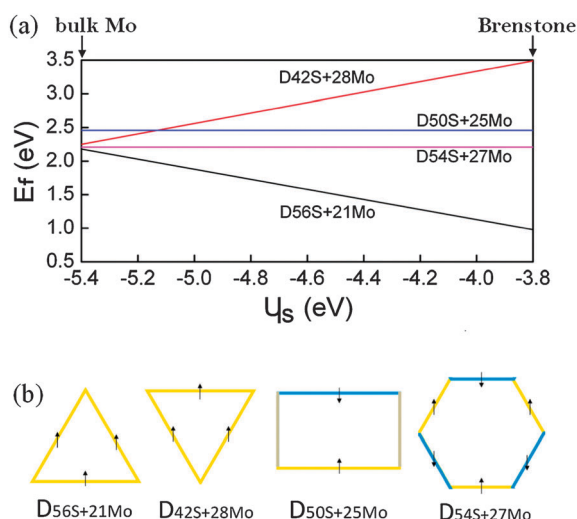 (a) bulk Mo Brenstone
3.5
3.0
2.5
2.0
1.5
1.0
0.5
Ef (eV)
D42S+28Mo
D50S+25Mo
D54S+27Mo
D56S+21Mo
-5.4 -5.2 -5.0 -4.8 -4.6 -4.4 -4.2 -4.0 -3.8
Ys (eV)
(b)
D56S+21Mo D42S+28Mo D50S+25Mo D54S+27Mo